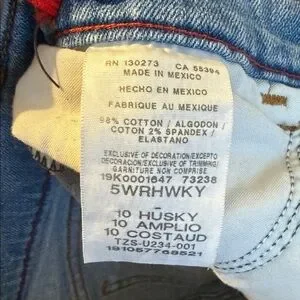 RN 130273 CA 55394
MADE IN MEXICO
HECHO EN MEXICO
FABRIQUE AU MEXIQUE
98% COTTON / ALGODON /
COTON 2% SPANDEX /
ELASTANO
EXCLUSIVE OF DECORATION/EXCEPTO
DECORACION/EXCLUSIVE OF TRIMMING/
GARNITURE NON COMPRISE
19K0001647 73238
5WRHWKY
-
10 HUSKY
10 AMPLIO
10 COSTAUD
TZS-U234-001
191057768521